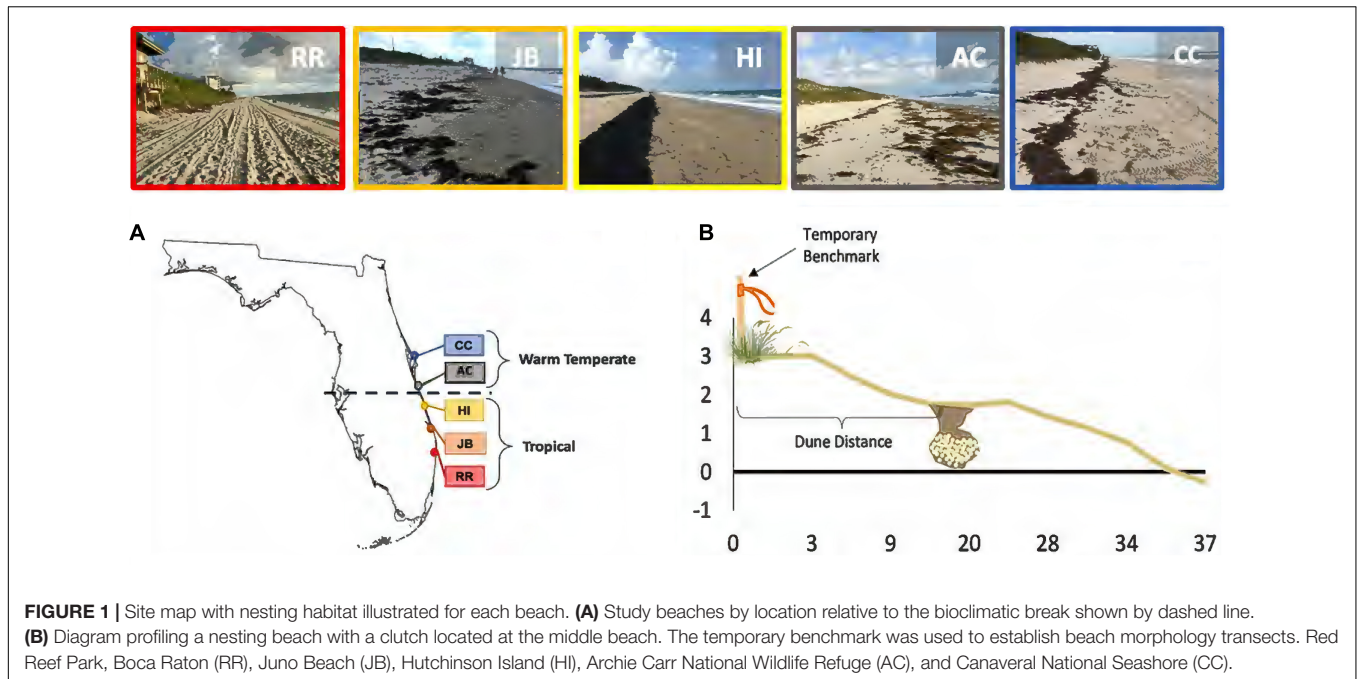 RR
JB
HI
AC
CC
A
CC
AC
Warm Temperate
HI
JB
Tropical
RR
B
Temporary
Benchmark
4
3
2
1
0
-1
Dune Distance
0 3 9 20 28 34 37
FIGURE 1 | Site map with nesting habitat illustrated for each beach. (A) Study beaches by location relative to the bioclimatic break shown by dashed line.
(B) Diagram profiling a nesting beach with a clutch located at the middle beach. The temporary benchmark was used to establish beach morphology transects. Red
Reef Park, Boca Raton (RR), Juno Beach (JB), Hutchinson Island (HI), Archie Carr National Wildlife Refuge (AC), and Canaveral National Seashore (CC).